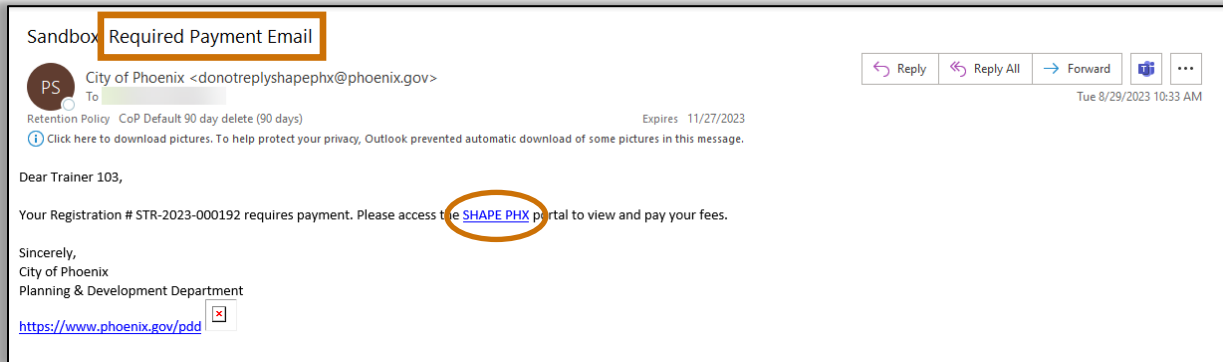 Sandbox: Required Payment Email
Reply
Reply All
Forward
PS
City of Phoenix <donotreplyshapephx@phoenix.gov>
To
Tue 8/29/2023 10:33 AM
Retention Policy CoP Default 90 day delete (90 days)
Expires 11/27/2023
Click here to download pictures. To help protect your privacy, Outlook prevented automatic download of some pictures in this message.
Dear Trainer 103,
Your Registration # STR-2023-000192 requires payment. Please access the SHAPE PHX portal to view and pay your fees.
Sincerely,
City of Phoenix
Planning & Development Department
https://www.phoenix.gov/pdd